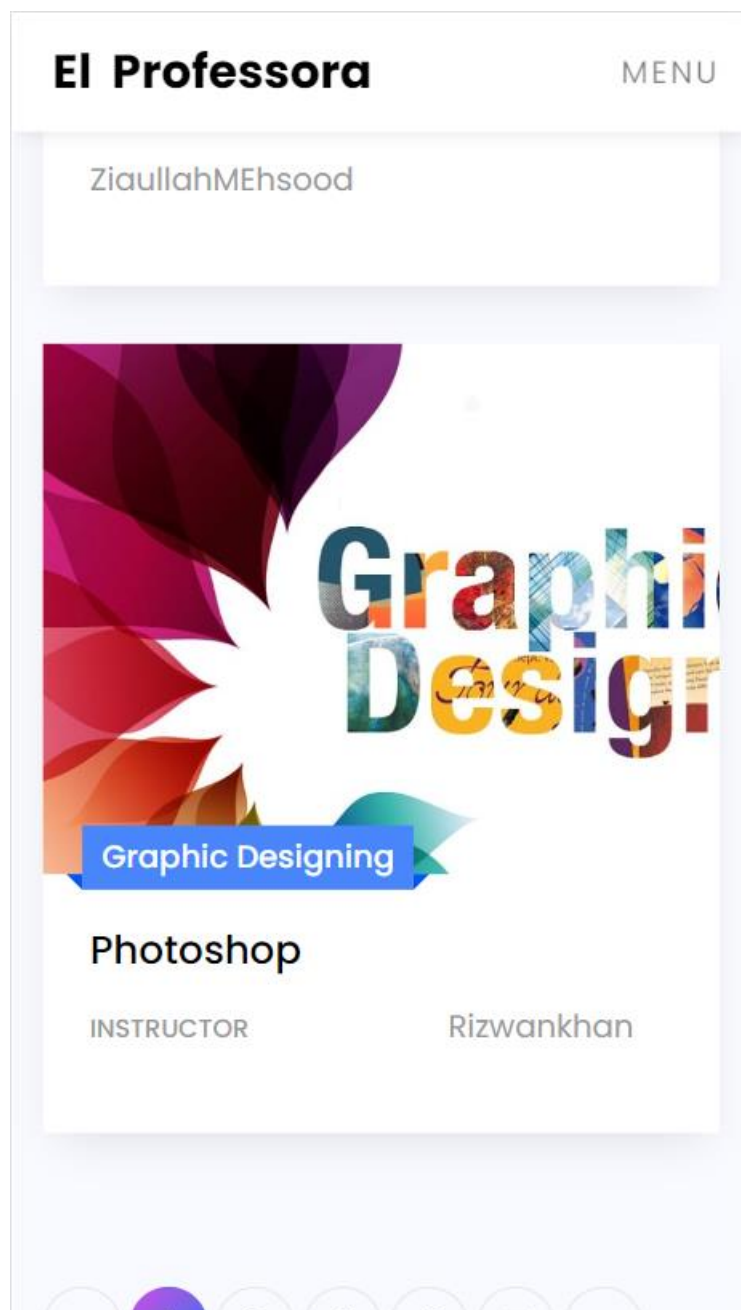 El Professora
MENU
ZiaullahMEhsood
Graphic
Design
Graphic Designing
Photoshop
INSTRUCTOR
Rizwankhan